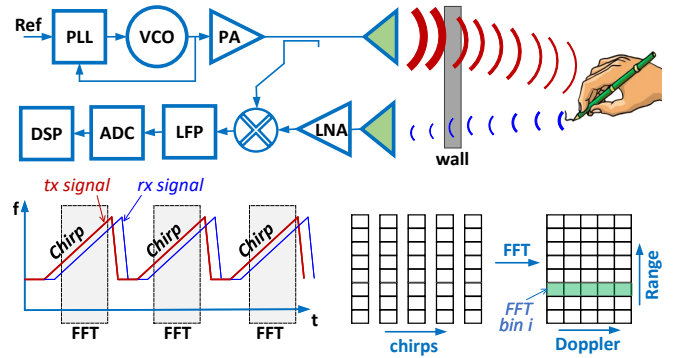 Ref
PLL
VCO
PA
DSP
ADC
LFP
LNA
wall
tx signal
rx signal
f
Chirp
Chirp
Chirp
t
FFT
FFT
FFT
chirps
FFT
FFT
bin i
Range
Doppler